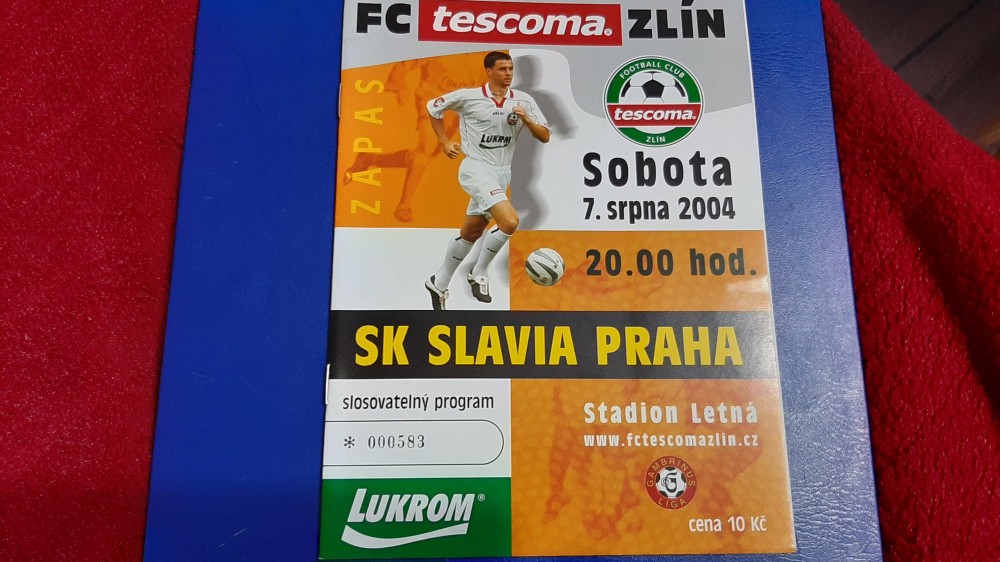 FC tescoma® ZLÍN
ZÁPAS
LUKROM
FOOTBALL CLUB
tescoma®
ZLÍN
Sobota
7. srpna 2004
20.00 hod.
SK SLAVIA PRAHA
slosovatelný program
* 000583
LUKROM®
Stadion Letná
www.fctescomazlin.cz
GAMBRINUS
LIGA
cena 10 Kč